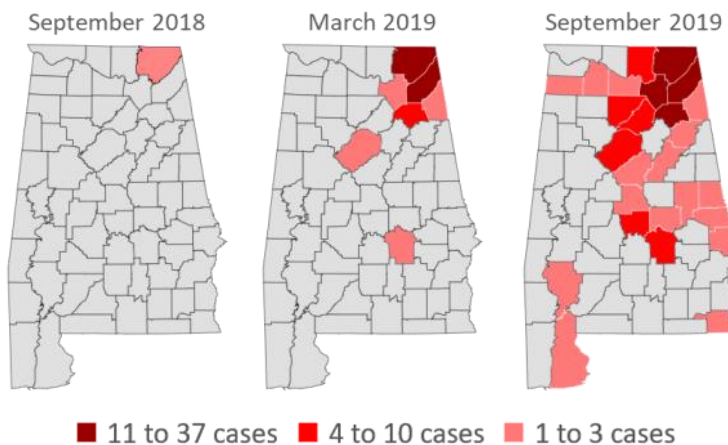 September 2018
March 2019
September 2019
11 to 37 cases
4 to 10 cases
1 to 3 cases